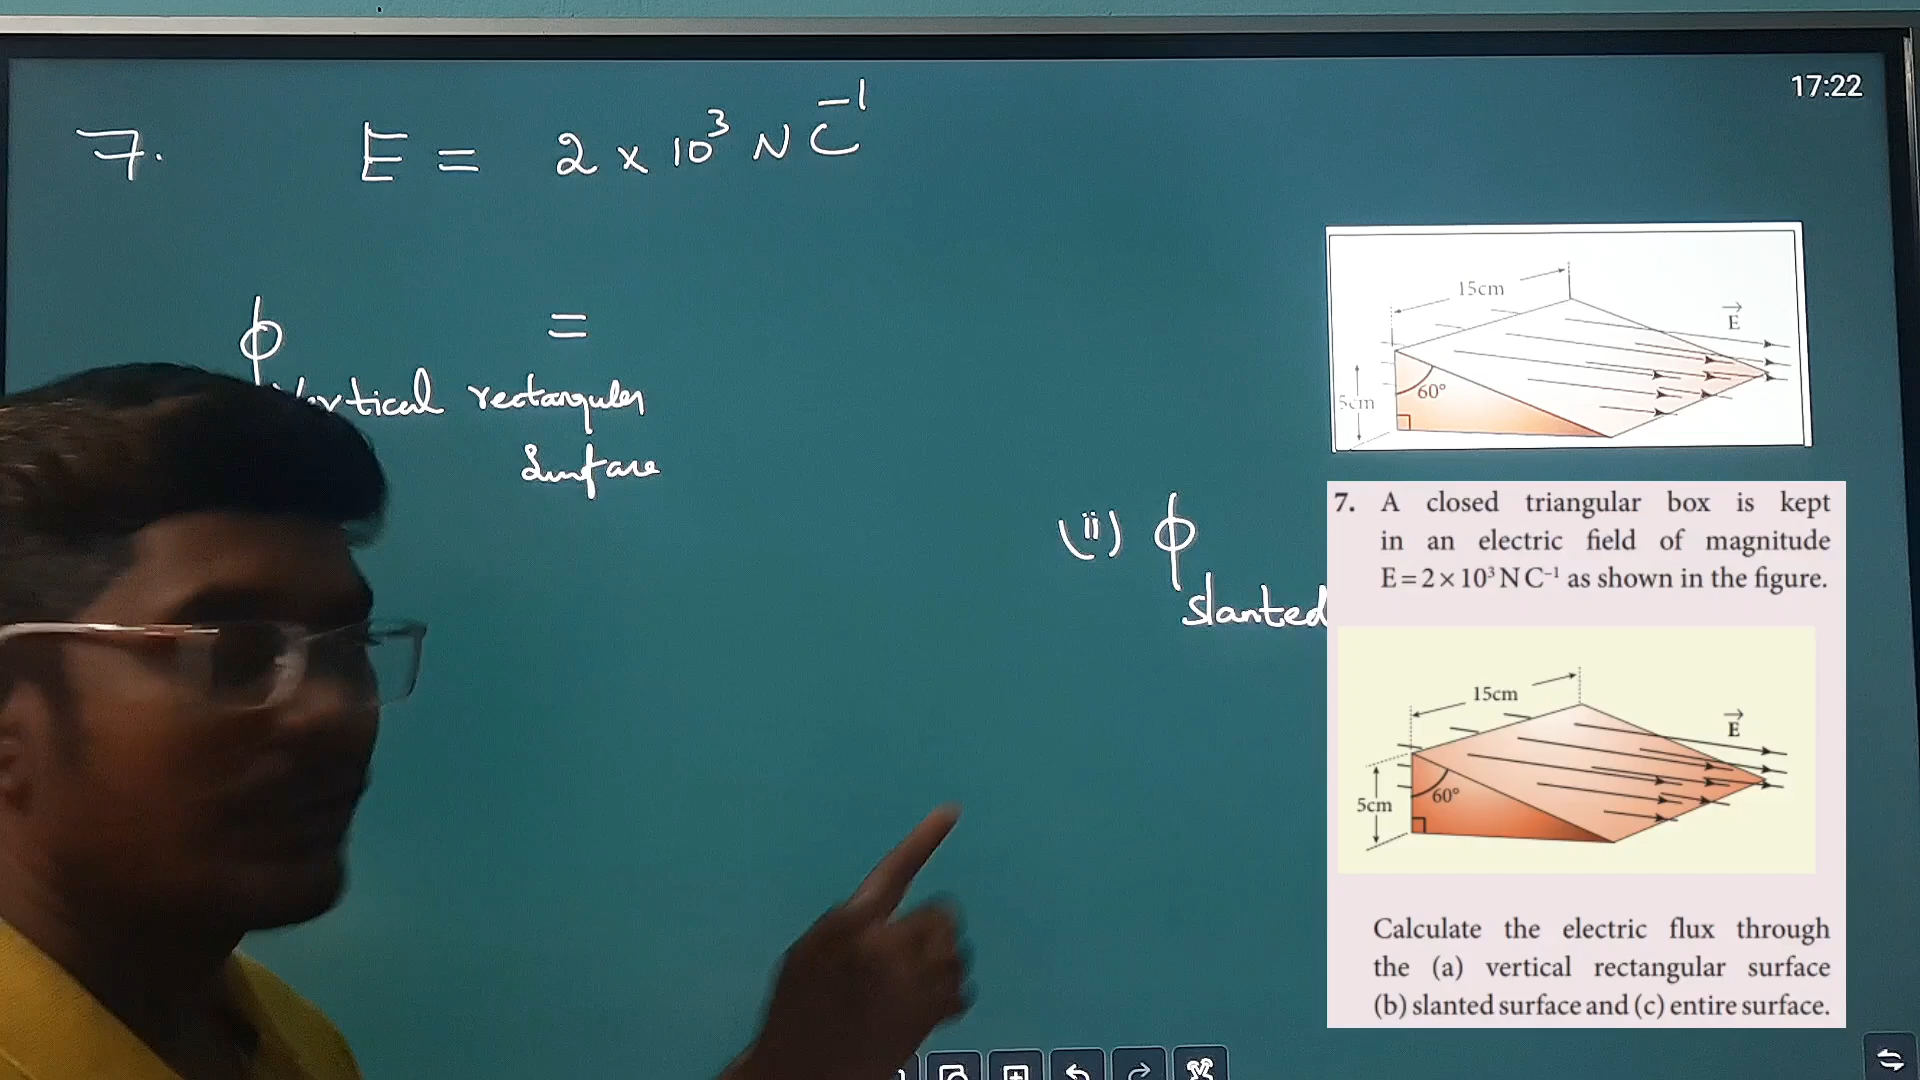 17:22
7. E = 2 × 10³ N C⁻¹
ϕ =
vertical rectangular
surface
15cm
E
60°
5cm
(ii) ϕ
slanted
7. A closed triangular box is kept
in an electric field of magnitude
E=2×10³NC⁻¹ as shown in the figure.
15cm
E
60°
5cm
Calculate the electric flux through
the (a) vertical rectangular surface
(b) slanted surface and (c) entire surface.